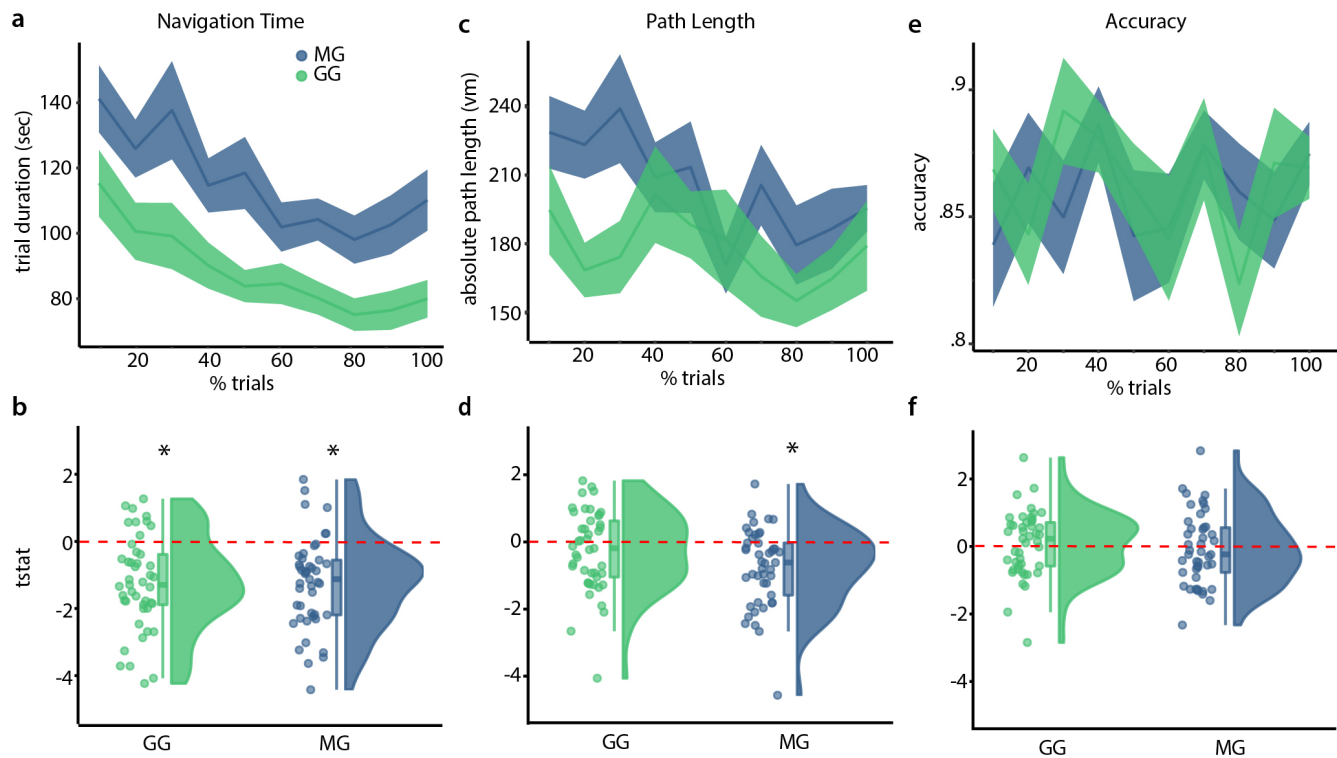 a
Navigation Time
MG
GG
trial duration (sec)
140
120
100
80
20 40 60 80 100
% trials
c
Path Length
absolute path length (vm)
240
210
180
150
20 40 60 80 100
% trials
e
Accuracy
accuracy
.9
.85
.8
20 40 60 80 100
% trials
b
* *
tstat
2
0
-2
-4
GG MG
d
*
2
0
-2
-4
GG MG
f
2
0
-2
-4
GG MG